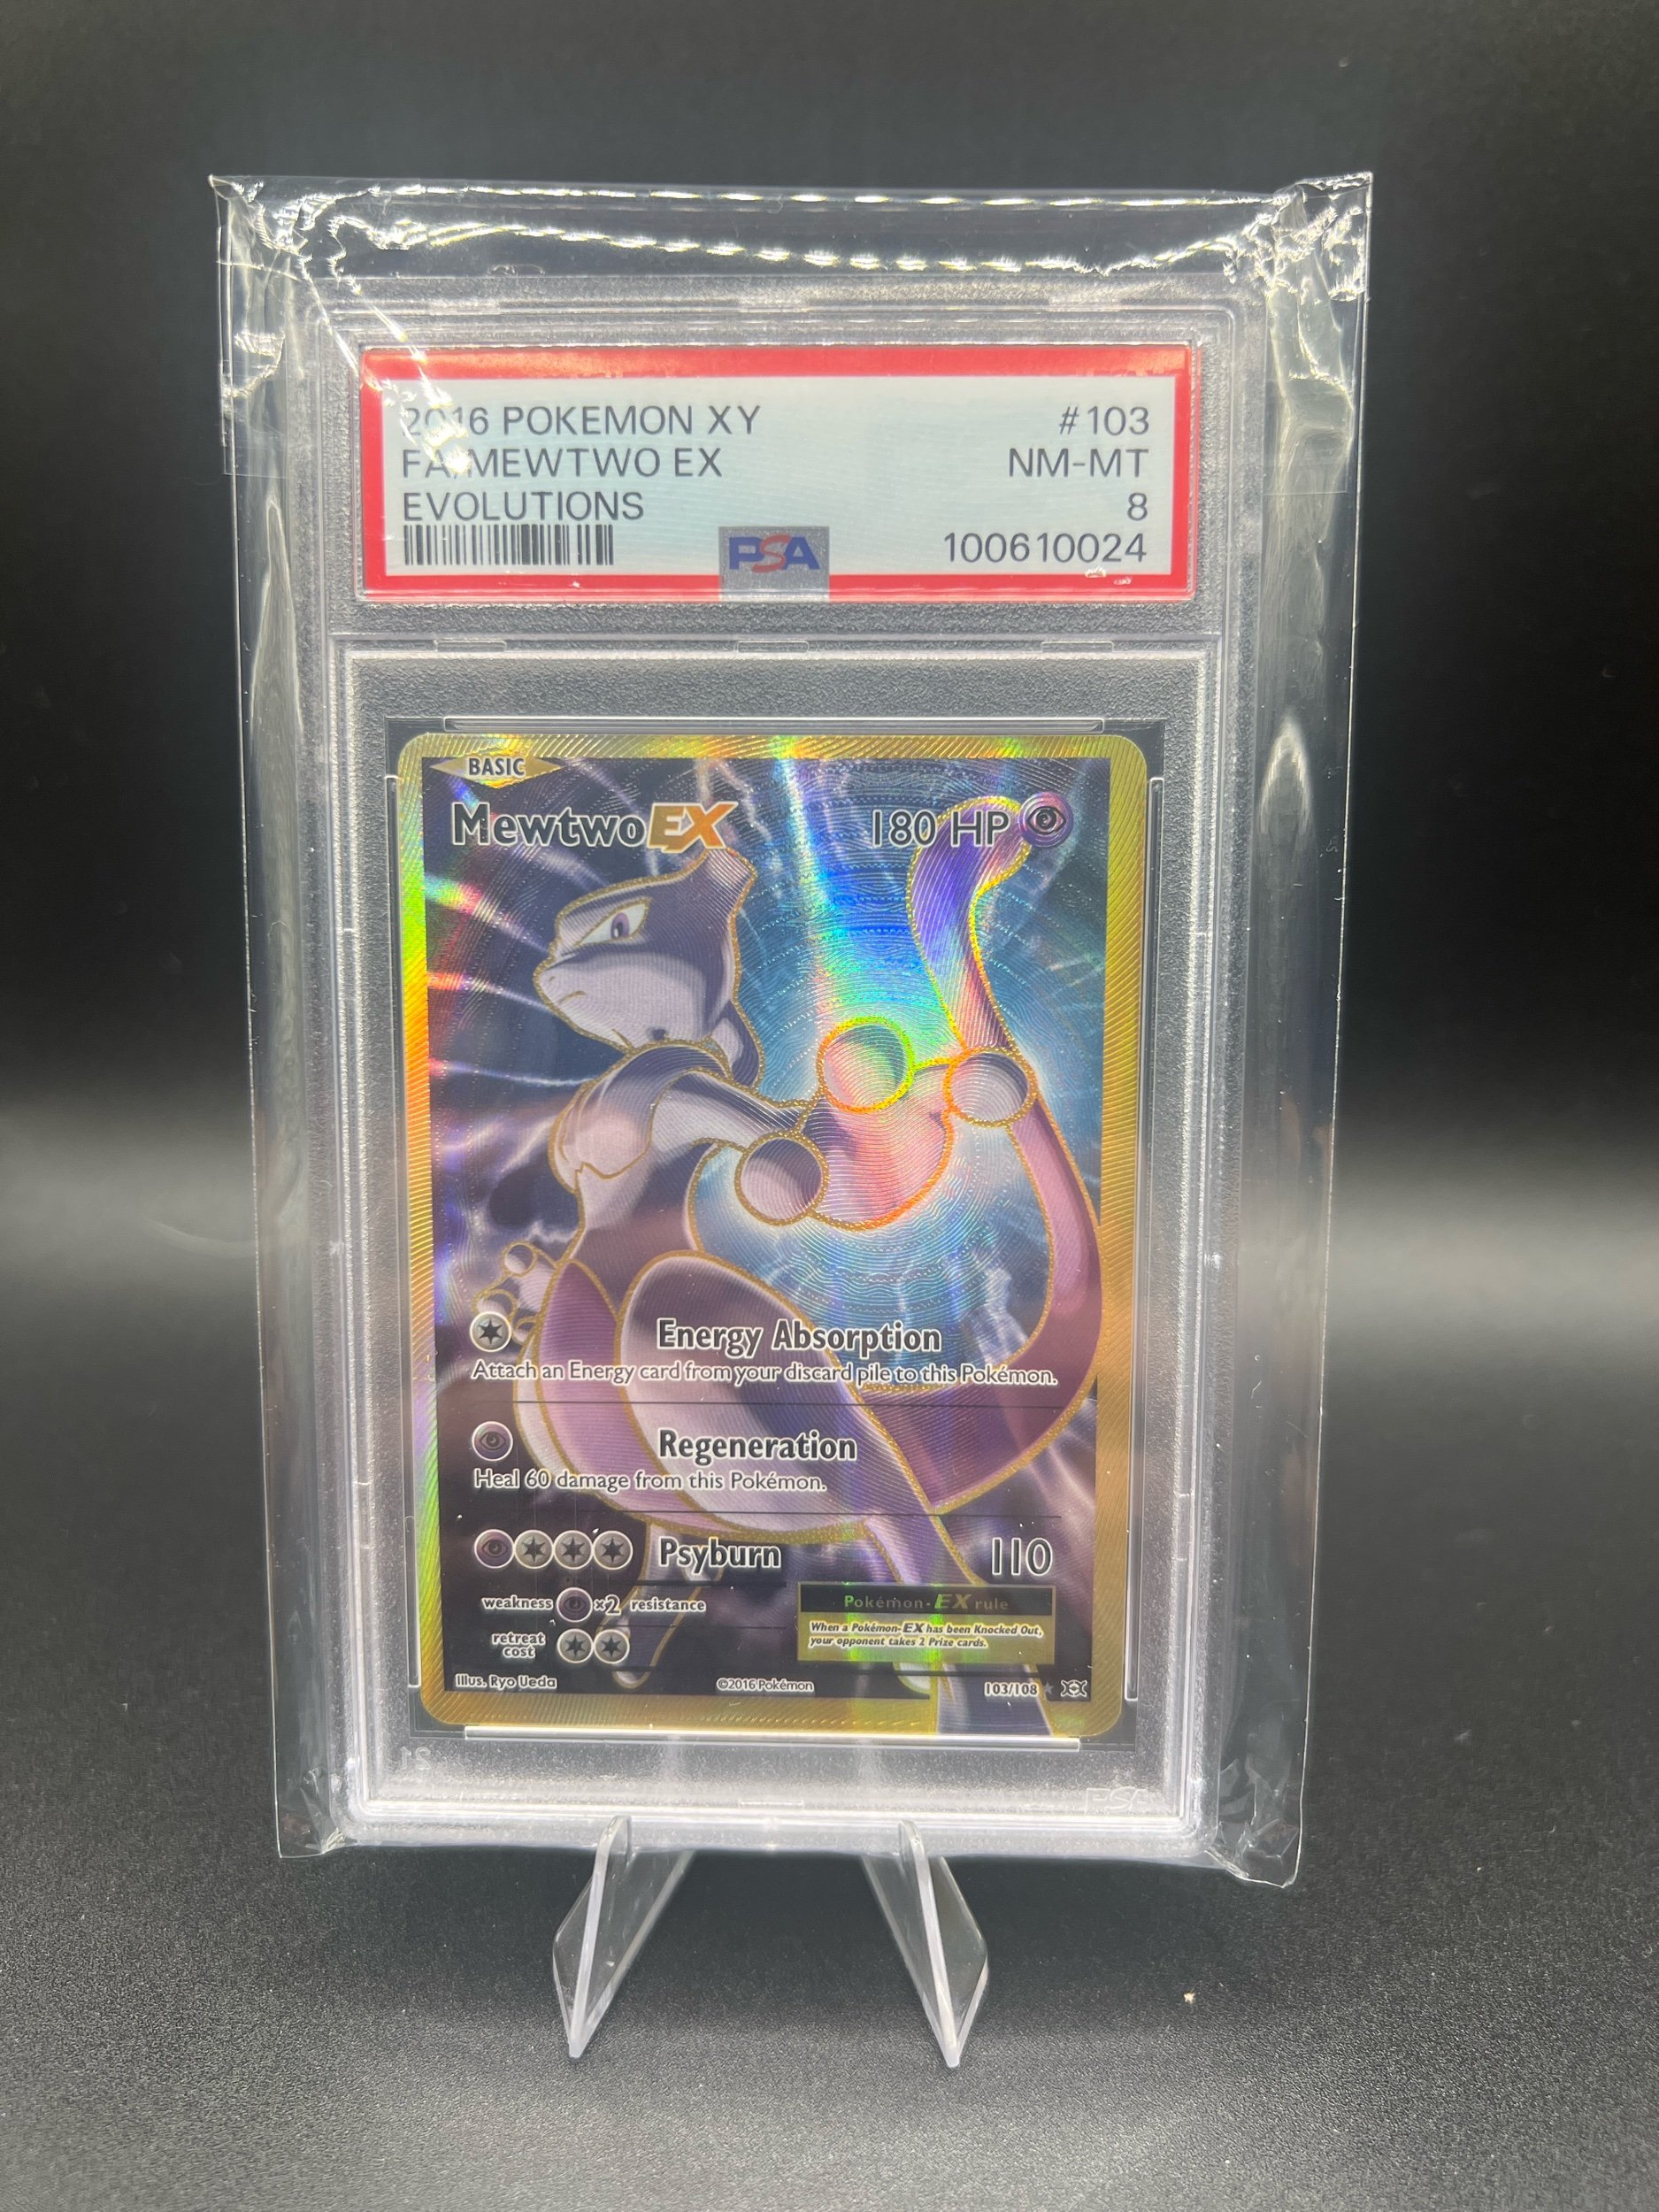 2016 POKEMON XY #103
FA/MEWTWO EX NM-MT
EVOLUTIONS 8
PSA 100610024
BASIC
Mewtwo EX 180 HP
Energy Absorption
Attach an Energy card from your discard pile to this Pokémon.
Regeneration
Heal 60 damage from this Pokémon.
Psyburn 110
weakness ×2 resistance
retreat cost
Pokémon-EX rule
When a Pokémon-EX has been Knocked Out,
your opponent takes 2 Prize cards.
Illus. Ryo Ueda ©2016 Pokémon 103/108 ★